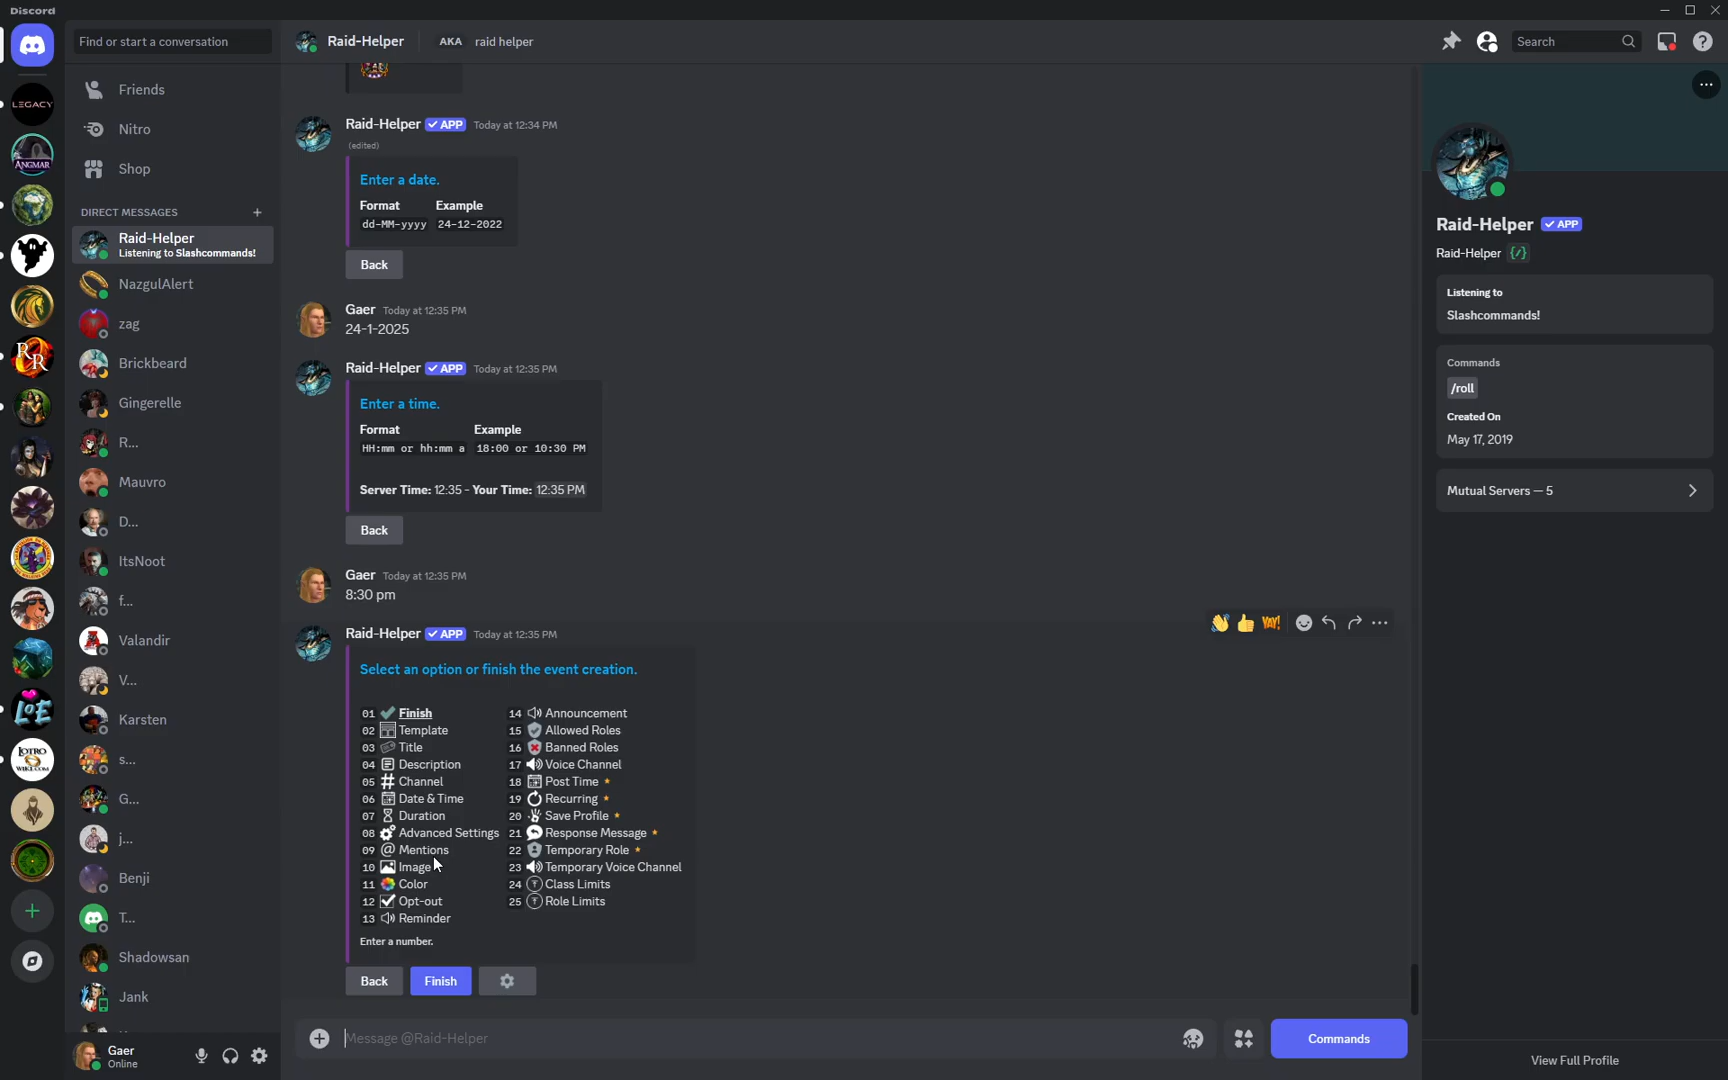 Discord
Find or start a conversation
Raid-Helper AKA raid helper
Search
LEGACY
ANGMAR
RR
LOE
LOTRO
WIKI.COM
Friends
Nitro
Shop
DIRECT MESSAGES
Raid-Helper
Listening to Slashcommands!
NazgulAlert
zag
Brickbeard
Gingerelle
R...
Mauvro
D...
ItsNoot
f...
Valandir
V...
Karsten
s...
G...
j...
Benji
T...
Shadowsan
Jank
Gaer
Online
Raid-Helper APP Today at 12:34 PM
(edited)
Enter a date.
Format Example
dd-MM-yyyy 24-12-2022
Back
Gaer Today at 12:35 PM
24-1-2025
Raid-Helper APP Today at 12:35 PM
Enter a time.
Format Example
HH:mm or hh:mm a 18:00 or 10:30 PM
Server Time: 12:35 - Your Time: 12:35 PM
Back
Gaer Today at 12:35 PM
8:30 pm
YAY!
Raid-Helper APP Today at 12:35 PM
Select an option or finish the event creation.
01 Finish
02 Template
03 Title
04 Description
05 Channel
06 Date & Time
07 Duration
08 Advanced Settings
09 @ Mentions
10 Image
11 Color
12 Opt-out
13 Reminder
14 Announcement
15 Allowed Roles
16 Banned Roles
17 Voice Channel
18 Post Time
19 Recurring
20 Save Profile
21 Response Message
22 Temporary Role
23 Temporary Voice Channel
24 Class Limits
25 Role Limits
Enter a number.
Back Finish
Message @Raid-Helper
Commands
Raid-Helper APP
Raid-Helper
Listening to
Slashcommands!
Commands
/roll
Created On
May 17, 2019
Mutual Servers — 5
View Full Profile